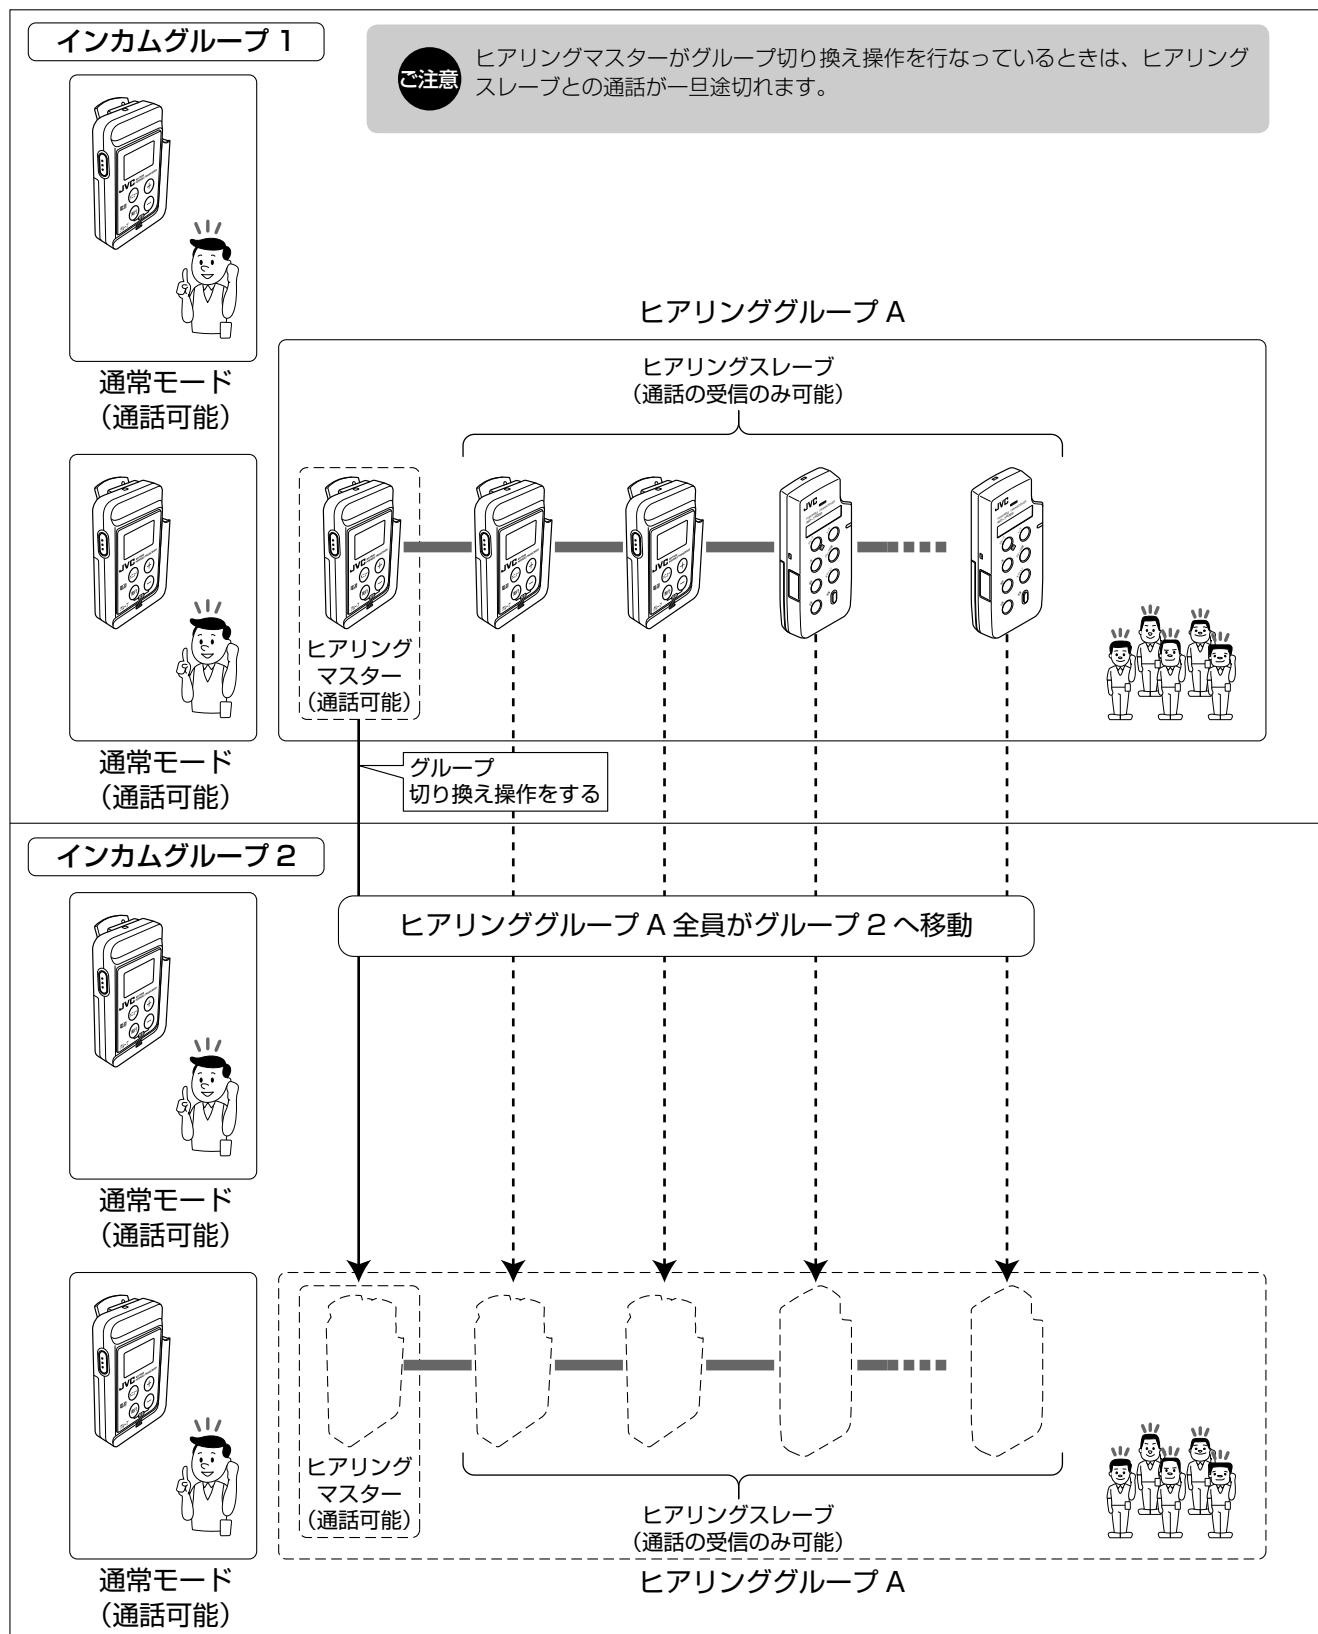 インカムグループ 1
ご注意
ヒアリングマスターがグループ切り換え操作を行なっているときは、ヒアリング
スレーブとの通話が一旦途切れます。
JVC
通常モード
（通話可能）
ヒアリンググループ A
ヒアリングスレーブ
（通話の受信のみ可能）
JVC
JVC
JVC
JVC
JVC
JVC
ヒアリング
マスター
（通話可能）
通常モード
（通話可能）
グループ
切り換え操作をする
インカムグループ 2
ヒアリンググループ A 全員がグループ 2 へ移動
JVC
通常モード
（通話可能）
JVC
ヒアリング
マスター
（通話可能）
ヒアリングスレーブ
（通話の受信のみ可能）
ヒアリンググループ A
通常モード
（通話可能）